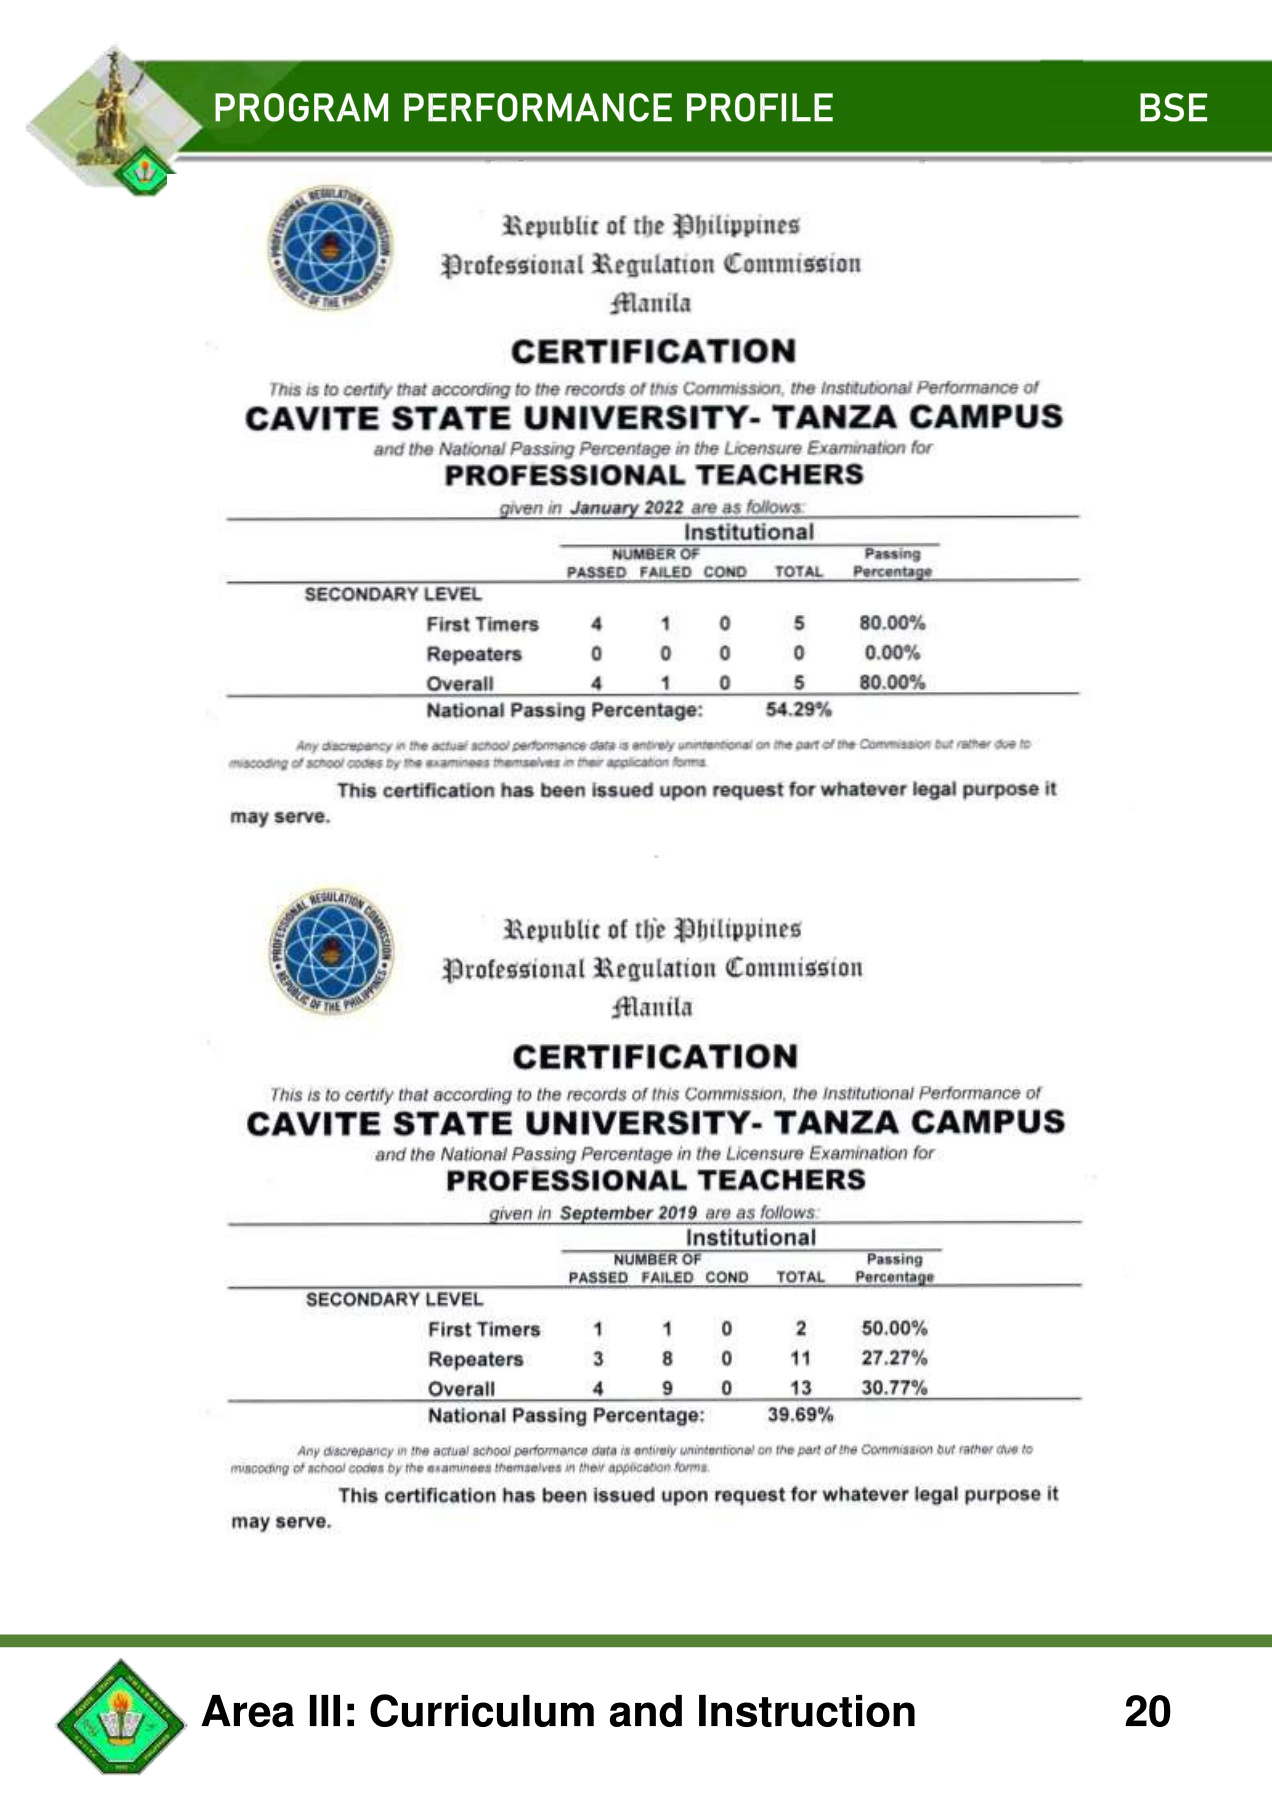 PROGRAM PERFORMANCE PROFILE BSE
PROFESSIONAL REGULATION COMMISSION
REPUBLIC OF THE PHILIPPINES
Republic of the Philippines
Professional Regulation Commission
Manila
CERTIFICATION
This is to certify that according to the records of this Commission, the Institutional Performance of
CAVITE STATE UNIVERSITY- TANZA CAMPUS
and the National Passing Percentage in the Licensure Examination for
PROFESSIONAL TEACHERS
given in January 2022 are as follows:
Institutional
NUMBER OF Passing
PASSED FAILED COND TOTAL Percentage
SECONDARY LEVEL
First Timers 4 1 0 5 80.00%
Repeaters 0 0 0 0 0.00%
Overall 4 1 0 5 80.00%
National Passing Percentage: 54.29%
Any discrepancy in the actual school performance data is entirely unintentional on the part of the Commission but rather due to
miscoding of school codes by the examinees themselves in their application forms.
This certification has been issued upon request for whatever legal purpose it
may serve.
PROFESSIONAL REGULATION COMMISSION
REPUBLIC OF THE PHILIPPINES
Republic of the Philippines
Professional Regulation Commission
Manila
CERTIFICATION
This is to certify that according to the records of this Commission, the Institutional Performance of
CAVITE STATE UNIVERSITY- TANZA CAMPUS
and the National Passing Percentage in the Licensure Examination for
PROFESSIONAL TEACHERS
given in September 2019 are as follows:
Institutional
NUMBER OF Passing
PASSED FAILED COND TOTAL Percentage
SECONDARY LEVEL
First Timers 1 1 0 2 50.00%
Repeaters 3 8 0 11 27.27%
Overall 4 9 0 13 30.77%
National Passing Percentage: 39.69%
Any discrepancy in the actual school performance data is entirely unintentional on the part of the Commission but rather due to
miscoding of school codes by the examinees themselves in their application forms.
This certification has been issued upon request for whatever legal purpose it
may serve.
Area III: Curriculum and Instruction 20